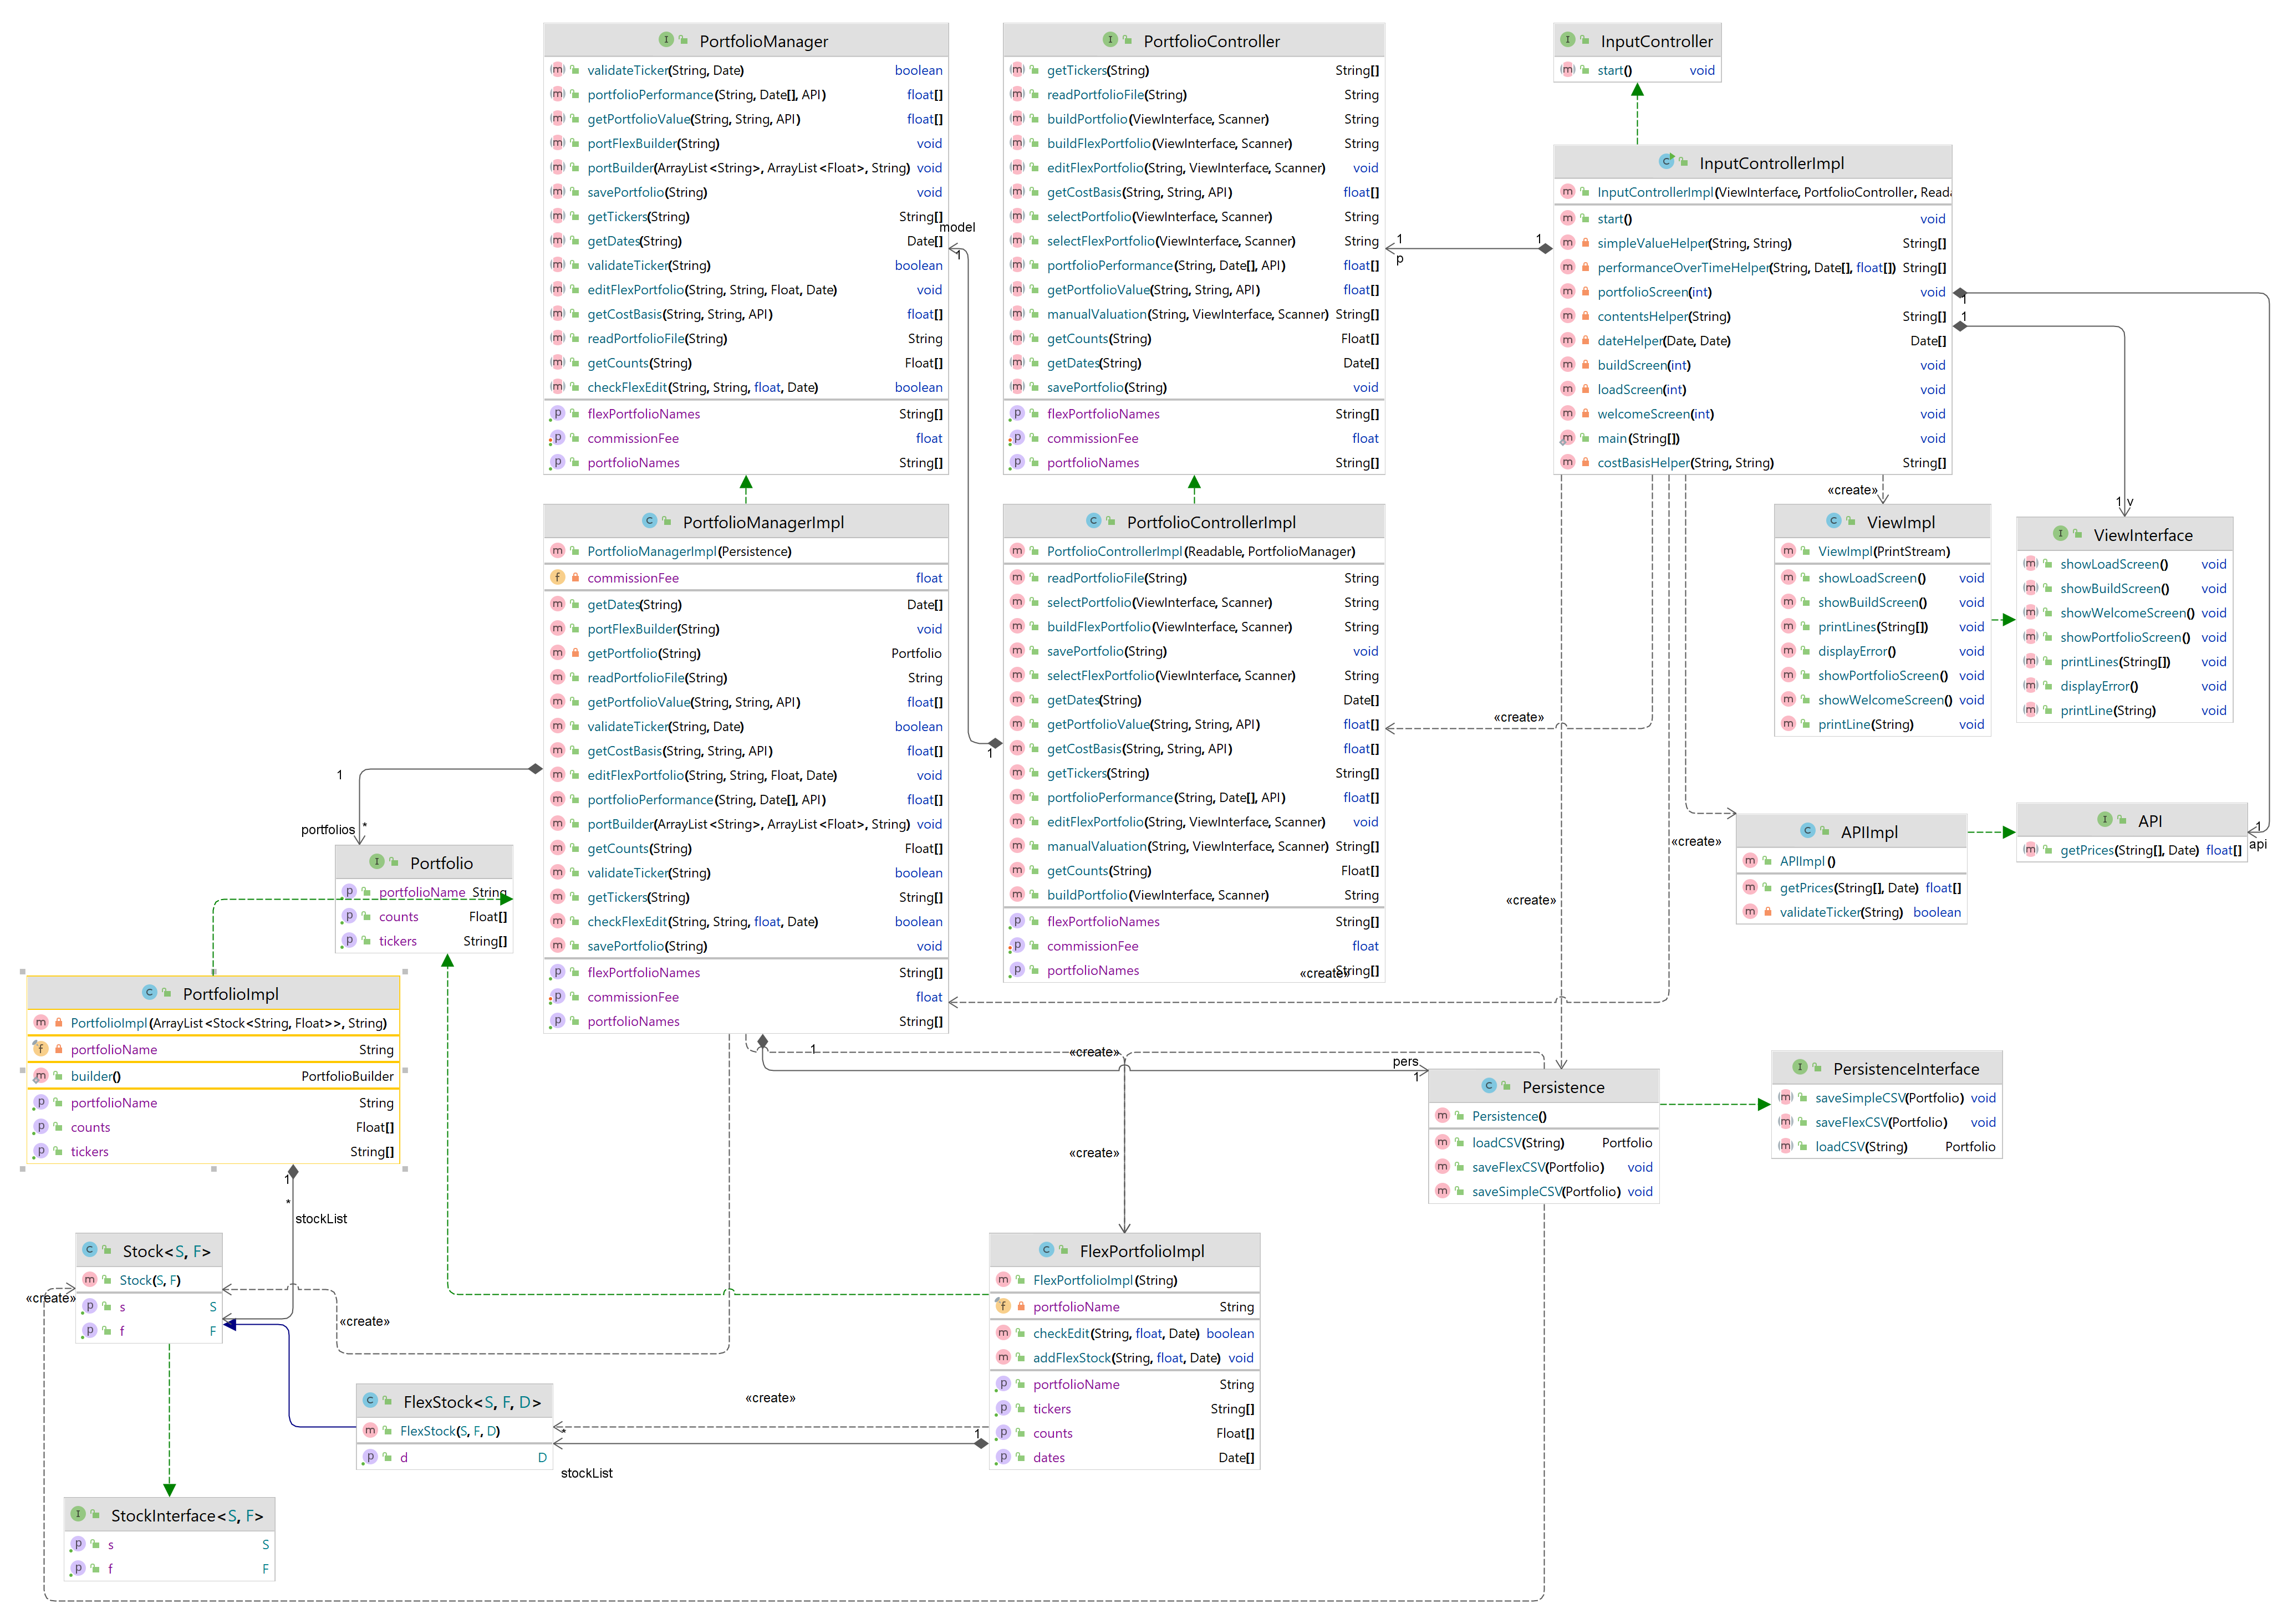 PortfolioManager
validateTicker(String, Date) boolean
portfolioPerformance(String, Date[], API) float[]
getPortfolioValue(String, String, API) float[]
portFlexBuilder(String) void
portBuilder(ArrayList<String>, ArrayList<Float>, String) void
savePortfolio(String) void
getTickers(String) String[]
getDates(String) Date[]
validateTicker(String) boolean
editFlexPortfolio(String, String, Float, Date) void
getCostBasis(String, String, API) float[]
readPortfolioFile(String) String
getCounts(String) Float[]
checkFlexEdit(String, String, float, Date) boolean
flexPortfolioNames String[]
commissionFee float
portfolioNames String[]
PortfolioController
getTickers(String) String[]
readPortfolioFile(String) String
buildPortfolio(ViewInterface, Scanner) String
buildFlexPortfolio(ViewInterface, Scanner) String
editFlexPortfolio(String, ViewInterface, Scanner) void
getCostBasis(String, String, API) float[]
selectPortfolio(ViewInterface, Scanner) String
selectFlexPortfolio(ViewInterface, Scanner) String
portfolioPerformance(String, Date[], API) float[]
getPortfolioValue(String, String, API) float[]
manualValuation(String, ViewInterface, Scanner) String[]
getCounts(String) Float[]
getDates(String) Date[]
savePortfolio(String) void
flexPortfolioNames String[]
commissionFee float
portfolioNames String[]
InputController
start() void
InputControllerImpl
InputControllerImpl(ViewInterface, PortfolioController, Reada
start() void
simpleValueHelper(String, String) String[]
performanceOverTimeHelper(String, Date[], float[]) String[]
portfolioScreen(int) void
contentsHelper(String) String[]
dateHelper(Date, Date) Date[]
buildScreen(int) void
loadScreen(int) void
welcomeScreen(int) void
main(String[]) void
costBasisHelper(String, String) String[]
model
1
1
p
1
1
1
«create»
1 v
PortfolioManagerImpl
PortfolioManagerImpl(Persistence)
commissionFee float
getDates(String) Date[]
portFlexBuilder(String) void
getPortfolio(String) Portfolio
readPortfolioFile(String) String
getPortfolioValue(String, String, API) float[]
validateTicker(String, Date) boolean
getCostBasis(String, String, API) float[]
editFlexPortfolio(String, String, Float, Date) void
portfolioPerformance(String, Date[], API) float[]
portBuilder(ArrayList<String>, ArrayList<Float>, String) void
getCounts(String) Float[]
validateTicker(String) boolean
getTickers(String) String[]
checkFlexEdit(String, String, float, Date) boolean
savePortfolio(String) void
flexPortfolioNames String[]
commissionFee float
portfolioNames String[]
PortfolioControllerImpl
PortfolioControllerImpl(Readable, PortfolioManager)
readPortfolioFile(String) String
selectPortfolio(ViewInterface, Scanner) String
buildFlexPortfolio(ViewInterface, Scanner) String
savePortfolio(String) void
selectFlexPortfolio(ViewInterface, Scanner) String
getDates(String) Date[]
getPortfolioValue(String, String, API) float[]
getCostBasis(String, String, API) float[]
getTickers(String) String[]
portfolioPerformance(String, Date[], API) float[]
editFlexPortfolio(String, ViewInterface, Scanner) void
manualValuation(String, ViewInterface, Scanner) String[]
getCounts(String) Float[]
buildPortfolio(ViewInterface, Scanner) String
flexPortfolioNames String[]
commissionFee float
portfolioNames String[]
«create»
1
ViewImpl
ViewImpl(PrintStream)
showLoadScreen() void
showBuildScreen() void
printLines(String[]) void
displayError() void
showPortfolioScreen() void
showWelcomeScreen() void
printLine(String) void
ViewInterface
showLoadScreen() void
showBuildScreen() void
showWelcomeScreen() void
showPortfolioScreen() void
printLines(String[]) void
displayError() void
printLine(String) void
«create»
«create»
«create»
APIImpl
APIImpl()
getPrices(String[], Date) float[]
validateTicker(String) boolean
API
getPrices(String[], Date) float[]
1
api
1
portfolios *
Portfolio
portfolioName String
counts Float[]
tickers String[]
PortfolioImpl
PortfolioImpl(ArrayList<Stock<String, Float>>, String)
portfolioName String
builder() PortfolioBuilder
portfolioName String
counts Float[]
tickers String[]
1
*
stockList
1
«create»
pers
1
«create»
Persistence
Persistence()
loadCSV(String) Portfolio
saveFlexCSV(Portfolio) void
saveSimpleCSV(Portfolio) void
PersistenceInterface
saveSimpleCSV(Portfolio) void
saveFlexCSV(Portfolio) void
loadCSV(String) Portfolio
Stock<S, F>
Stock(S, F)
s S
f F
«create»
«create»
FlexPortfolioImpl
FlexPortfolioImpl(String)
portfolioName String
checkEdit(String, float, Date) boolean
addFlexStock(String, float, Date) void
portfolioName String
tickers String[]
counts Float[]
dates Date[]
FlexStock<S, F, D>
FlexStock(S, F, D)
d D
«create»
*
1
stockList
StockInterface<S, F>
s S
f F